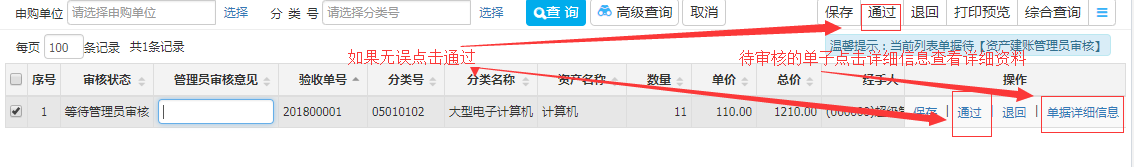 申购单位 请选择申购单位 选择 分 类 号 请选择分类号 选择 查 询 高级查询 取消 保存 通过 退回 打印预览 综合查询
每页 100 条记录 共1条记录 如果无误点击通过 温馨提示：当前列表单据待【资产建账管理员审核】
待审核的单子点击详细信息查看详细资料
序号 审核状态 管理员审核意见 验收单号 分类号 分类名称 资产名称 数量 单价 总价 经手人 操作
1 等待管理员审核 201800001 05010102 大型电子计算机 计算机 11 110.00 1210.00 (000000)超级 保存 | 通过 | 退回 | 单据详细信息